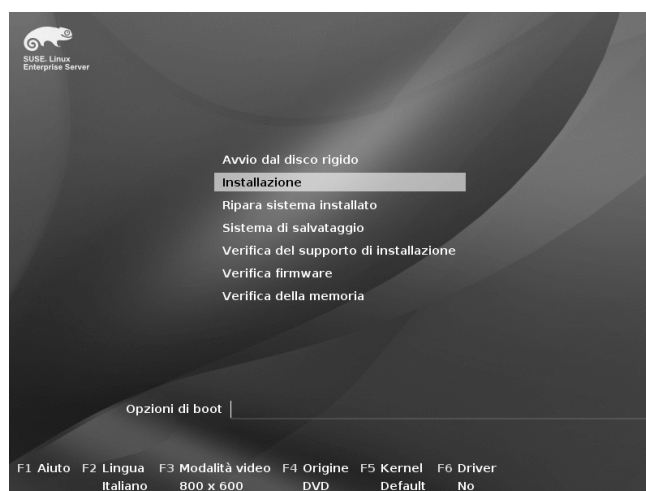 SUSE. Linux
Enterprise Server
Avvio dal disco rigido
Installazione
Ripara sistema installato
Sistema di salvataggio
Verifica del supporto di installazione
Verifica firmware
Verifica della memoria
Opzioni di boot
F1 Aiuto F2 Lingua F3 Modalità video F4 Origine F5 Kernel F6 Driver
Italiano 800 x 600 DVD Default No